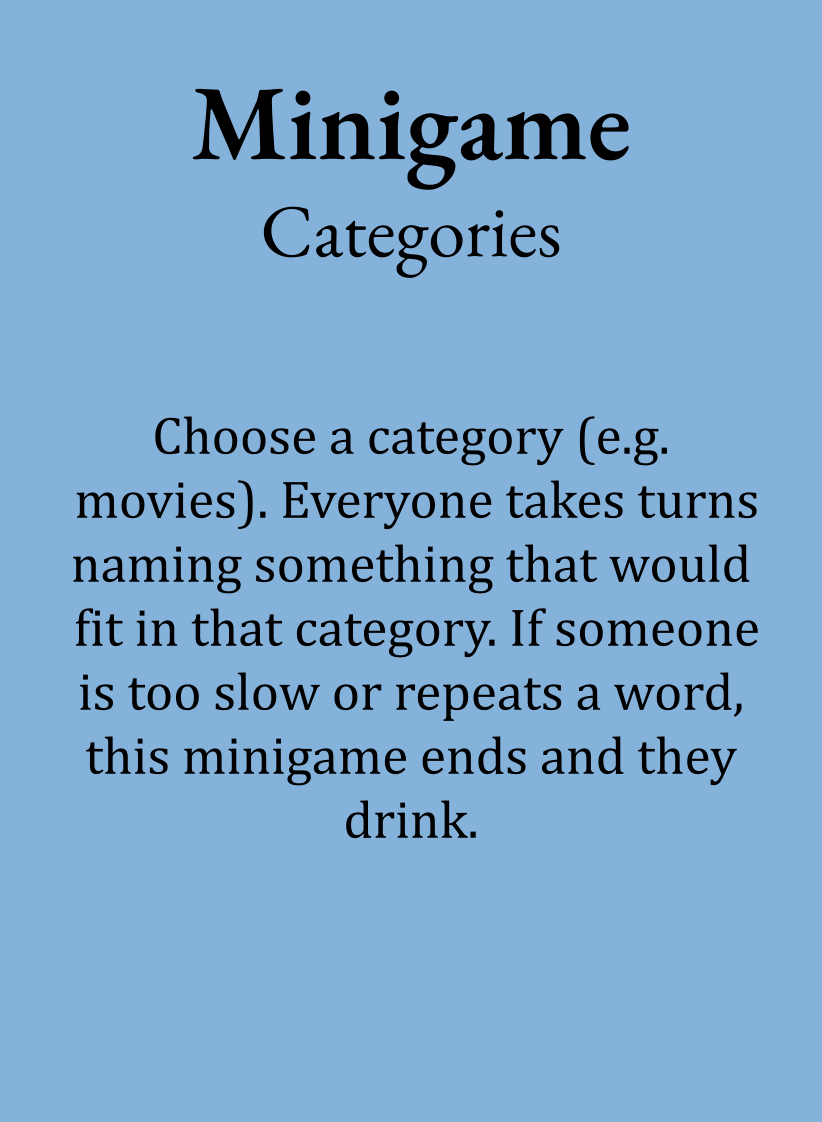 Minigame
Categories
Choose a category (e.g.
movies). Everyone takes turns
naming something that would
fit in that category. If someone
is too slow or repeats a word,
this minigame ends and they
drink.